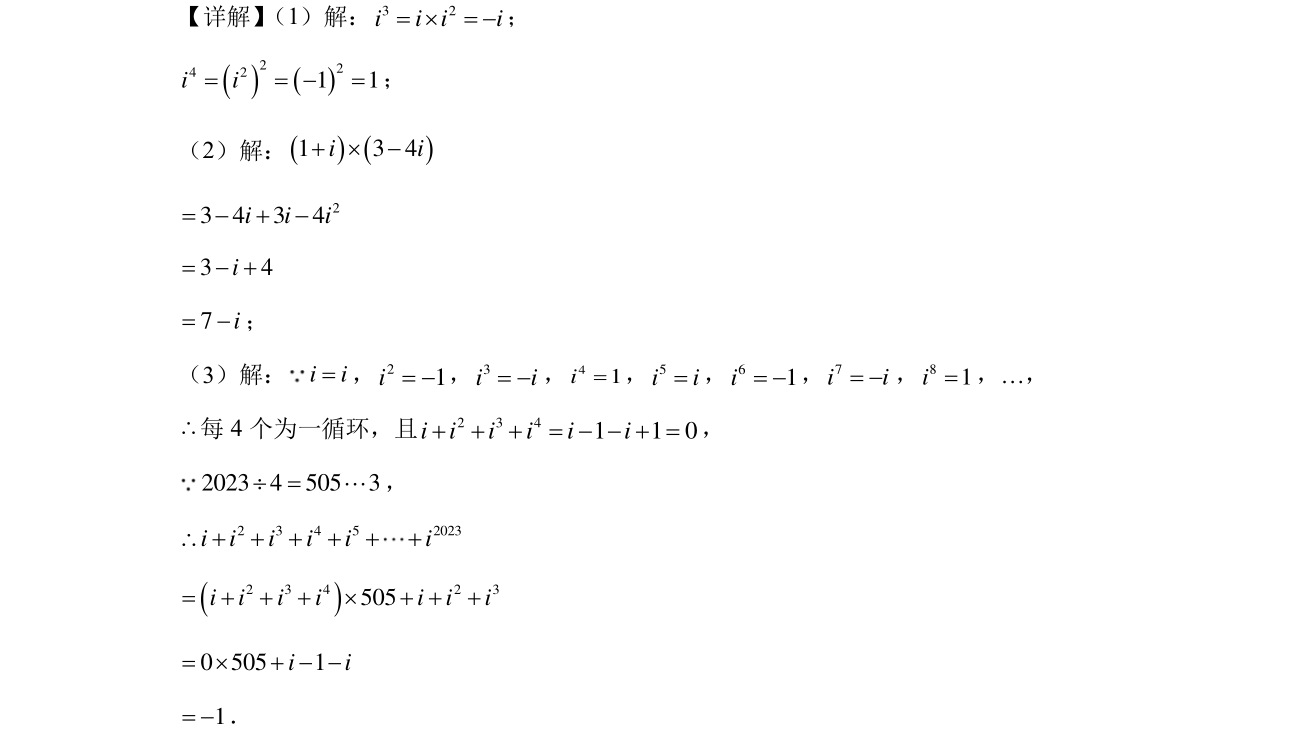 【详解】（1）解：i³ = i×i² = −i；
i⁴ = (i²)² = (−1)² = 1；
（2）解：(1+i)×(3−4i)
= 3−4i+3i−4i²
= 3−i+4
= 7−i；
（3）解：∵i = i，i² = −1，i³ = −i，i⁴ = 1，i⁵ = i，i⁶ = −1，i⁷ = −i，i⁸ = 1，…，
∴每 4 个为一循环，且i+i²+i³+i⁴ = i−1−i+1 = 0，
∵2023÷4 = 505⋯3，
∴i+i²+i³+i⁴+i⁵+⋯+i²⁰²³
= (i+i²+i³+i⁴)×505+i+i²+i³
= 0×505+i−1−i
= −1．